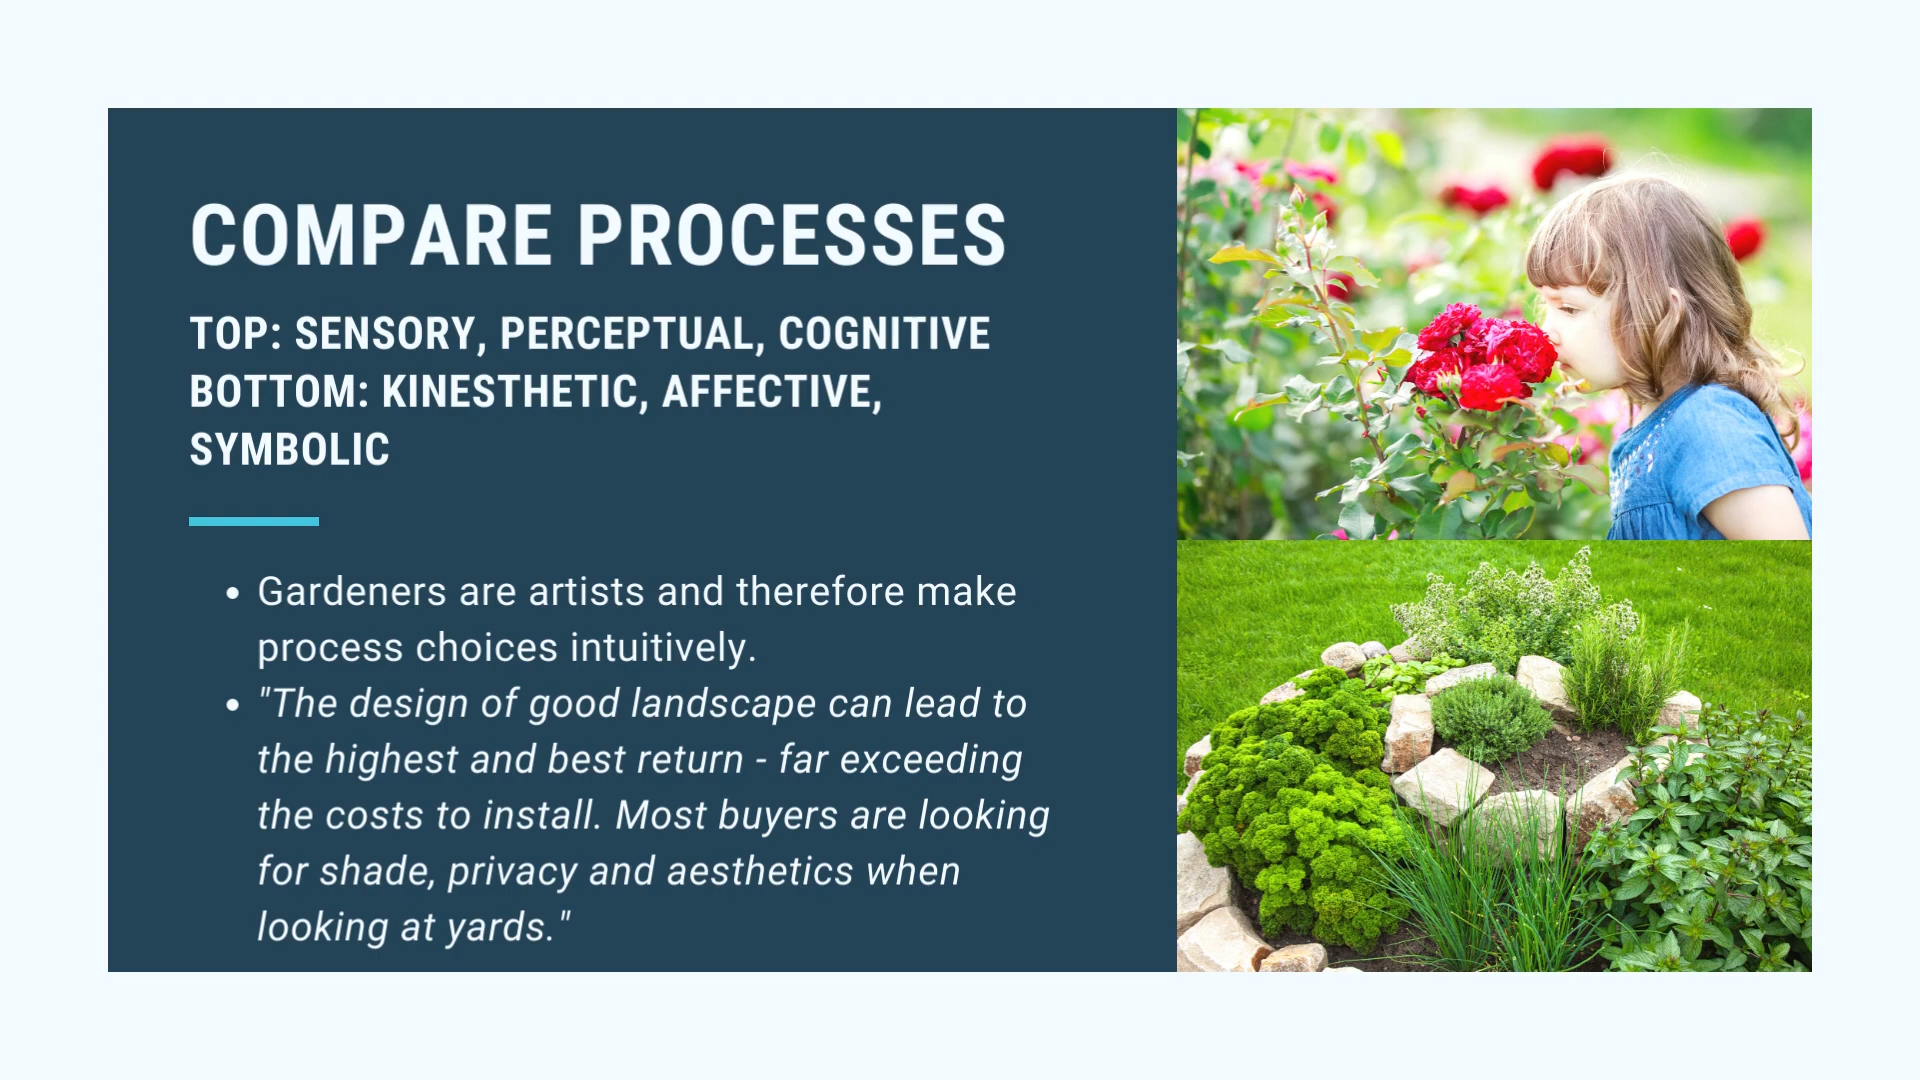 COMPARE PROCESSES
TOP: SENSORY, PERCEPTUAL, COGNITIVE
BOTTOM: KINESTHETIC, AFFECTIVE,
SYMBOLIC
• Gardeners are artists and therefore make
process choices intuitively.
• "The design of good landscape can lead to
the highest and best return - far exceeding
the costs to install. Most buyers are looking
for shade, privacy and aesthetics when
looking at yards."